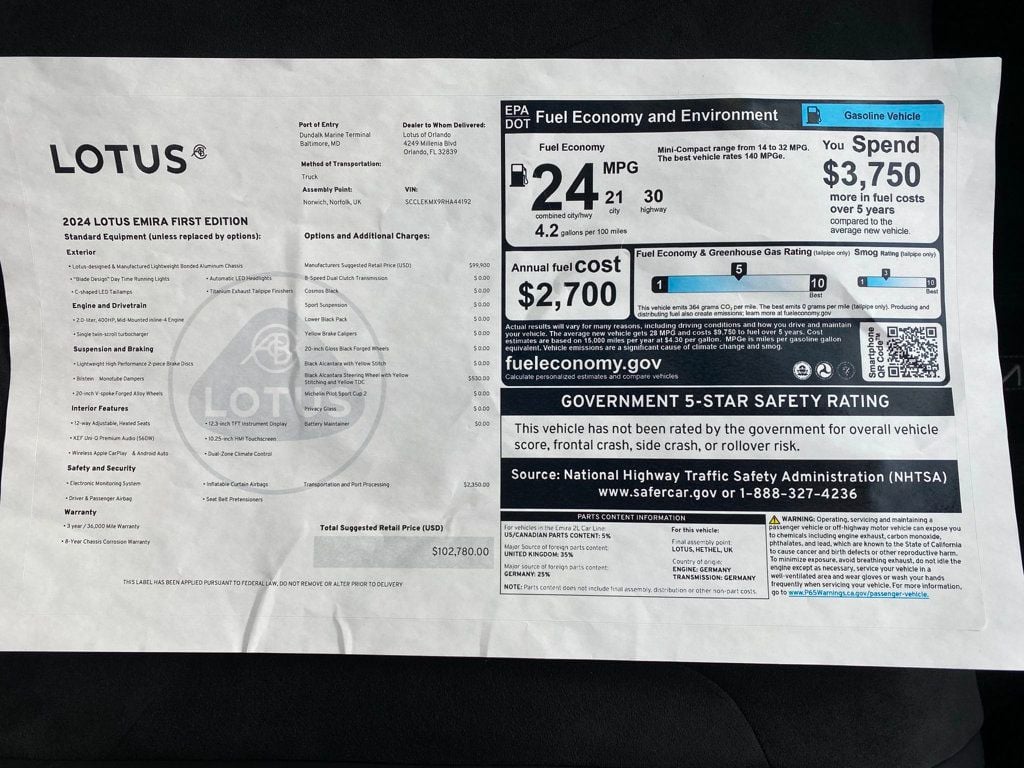 LOTUS
Port of Entry
Dundalk Marine Terminal
Baltimore, MD
Method of Transportation:
Truck
Assembly Point:
Norwich, Norfolk, UK
Dealer to Whom Delivered:
Lotus of Orlando
4249 Millenia Blvd
Orlando, FL 32839
VIN:
SCCLEKMX9RHA44192
2024 LOTUS EMIRA FIRST EDITION
Standard Equipment (unless replaced by options):
Exterior
• Lotus-designed & Manufactured Lightweight Bonded Aluminum Chassis
• "Blade Design" Day Time Running Lights
• Automatic LED Headlights
• C-shaped LED Taillamps
• Titanium Exhaust Tailpipe Finishers
Engine and Drivetrain
• 2.0-liter, 400HP, Mid-Mounted inline-4 Engine
• Single twin-scroll turbocharger
Suspension and Braking
• Lightweight High Performance 2-piece Brake Discs
• Bilstein Monotube Dampers
• 20-inch V-spoke Forged Alloy Wheels
Interior Features
• 12-way Adjustable, Heated Seats
• 12.3-inch TFT Instrument Display
• KEF Uni-Q Premium Audio (560W)
• 10.25-inch HMI Touchscreen
• Wireless Apple CarPlay & Android Auto
• Dual-Zone Climate Control
Safety and Security
• Electronic Monitoring System
• Inflatable Curtain Airbags
• Driver & Passenger Airbag
• Seat Belt Pretensioners
Warranty
• 3 year / 36,000 Mile Warranty
• 8-Year Chassis Corrosion Warranty
LOTUS
Options and Additional Charges:
Manufacturers Suggested Retail Price (USD) $99,900
8-Speed Dual Clutch Transmission $ 0.00
Cosmos Black $ 0.00
Sport Suspension $ 0.00
Lower Black Pack $ 0.00
Yellow Brake Calipers $ 0.00
20-inch Gloss Black Forged Wheels $ 0.00
Black Alcantara with Yellow Stitch $ 0.00
Black Alcantara Steering Wheel with Yellow
Stitching and Yellow TDC $530.00
Michelin Pilot Sport Cup 2 $ 0.00
Privacy Glass $ 0.00
Battery Maintainer $0.00
Transportation and Port Processing $2,350.00
Total Suggested Retail Price (USD)
$102,780.00
THIS LABEL HAS BEEN APPLIED PURSUANT TO FEDERAL LAW, DO NOT REMOVE OR ALTER PRIOR TO DELIVERY
EPA
DOT
Fuel Economy and Environment
Gasoline Vehicle
Fuel Economy
24 MPG
combined city/hwy
21
city
30
highway
4.2 gallons per 100 miles
Mini-Compact range from 14 to 32 MPG.
The best vehicle rates 140 MPGe.
You Spend
$3,750
more in fuel costs
over 5 years
compared to the
average new vehicle.
Annual fuel cost
$2,700
Fuel Economy & Greenhouse Gas Rating (tailpipe only)
1
5
10
Best
Smog Rating (tailpipe only)
1
3
10
Best
This vehicle emits 364 grams CO2 per mile. The best emits 0 grams per mile (tailpipe only). Producing and
distributing fuel also create emissions; learn more at fueleconomy.gov
Actual results will vary for many reasons, including driving conditions and how you drive and maintain
your vehicle. The average new vehicle gets 28 MPG and costs $9,750 to fuel over 5 years. Cost
estimates are based on 15,000 miles per year at $4.30 per gallon. MPGe is miles per gasoline gallon
equivalent. Vehicle emissions are a significant cause of climate change and smog.
fueleconomy.gov
Calculate personalized estimates and compare vehicles
Smartphone
QR Code™
GOVERNMENT 5-STAR SAFETY RATING
This vehicle has not been rated by the government for overall vehicle
score, frontal crash, side crash, or rollover risk.
Source: National Highway Traffic Safety Administration (NHTSA)
www.safercar.gov or 1-888-327-4236
PARTS CONTENT INFORMATION
For vehicles in the Emira 2L Car Line:
US/CANADIAN PARTS CONTENT: 5%
Major Source of foreign parts content:
UNITED KINGDOM: 35%
Major source of foreign parts content:
GERMANY: 25%
For this vehicle:
Final assembly point:
LOTUS, HETHEL, UK
Country of origin:
ENGINE: GERMANY
TRANSMISSION: GERMANY
NOTE: Parts content does not include final assembly, distribution or other non-part costs.
WARNING: Operating, servicing and maintaining a
passenger vehicle or off-highway motor vehicle can expose you
to chemicals including engine exhaust, carbon monoxide,
phthalates, and lead, which are known to the State of California
to cause cancer and birth defects or other reproductive harm.
To minimize exposure, avoid breathing exhaust, do not idle the
engine except as necessary, service your vehicle in a
well-ventilated area and wear gloves or wash your hands
frequently when servicing your vehicle. For more information,
go to www.P65Warnings.ca.gov/passenger-vehicle.